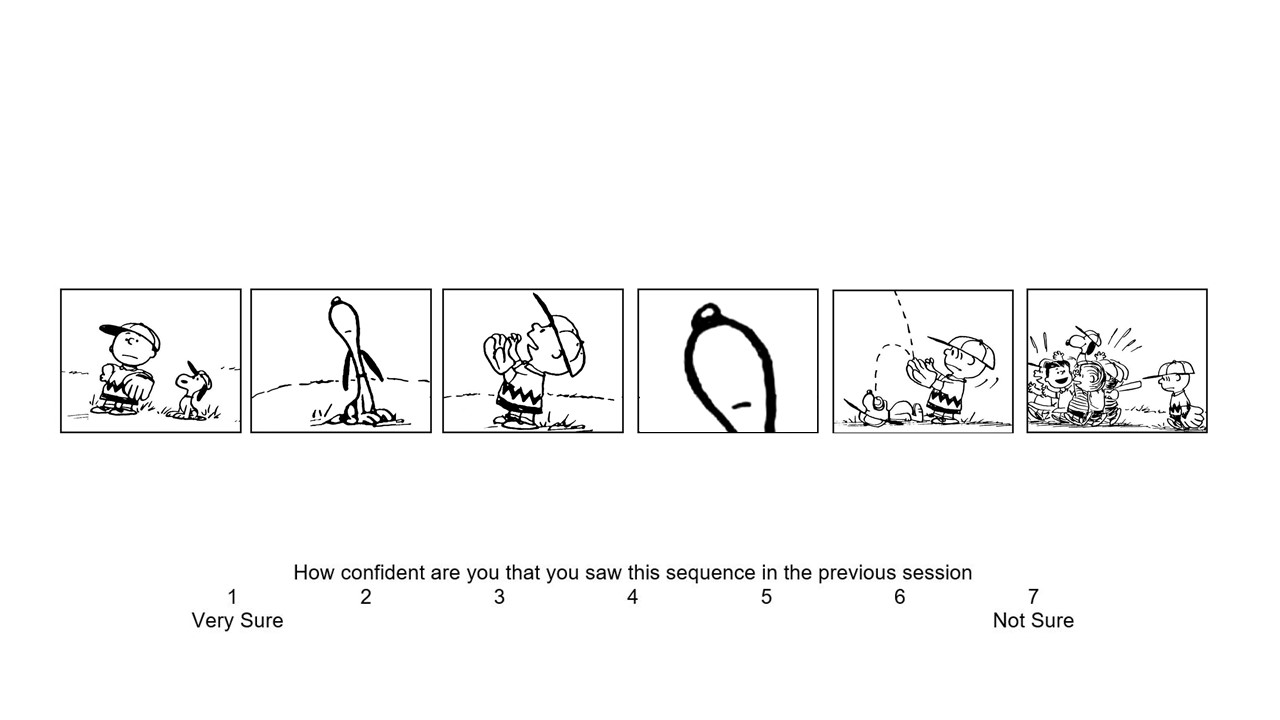 How confident are you that you saw this sequence in the previous session
1 2 3 4 5 6 7
Very Sure Not Sure